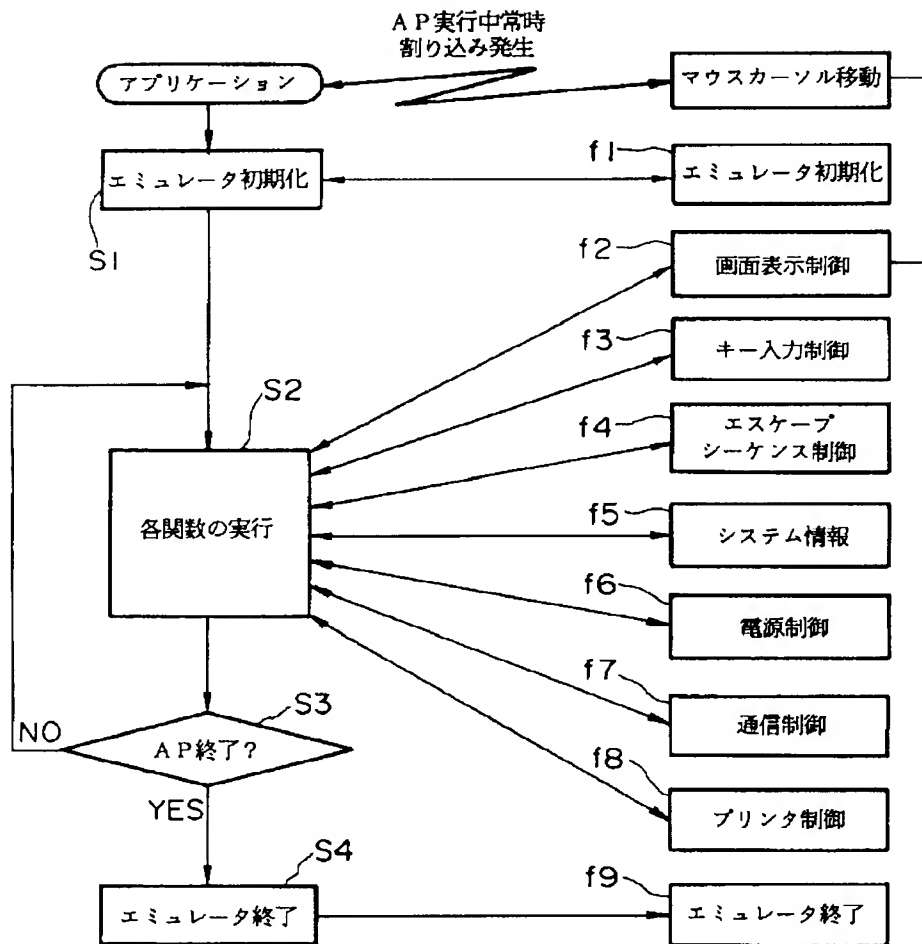 AP実行中常時
割り込み発生
アプリケーション
マウスカーソル移動
エミュレータ初期化
S1
f1
エミュレータ初期化
f2
画面表示制御
f3
キー入力制御
S2
各関数の実行
f4
エスケープ
シーケンス制御
f5
システム情報
f6
電源制御
f7
通信制御
S3
AP終了?
NO
YES
f8
プリンタ制御
S4
エミュレータ終了
f9
エミュレータ終了